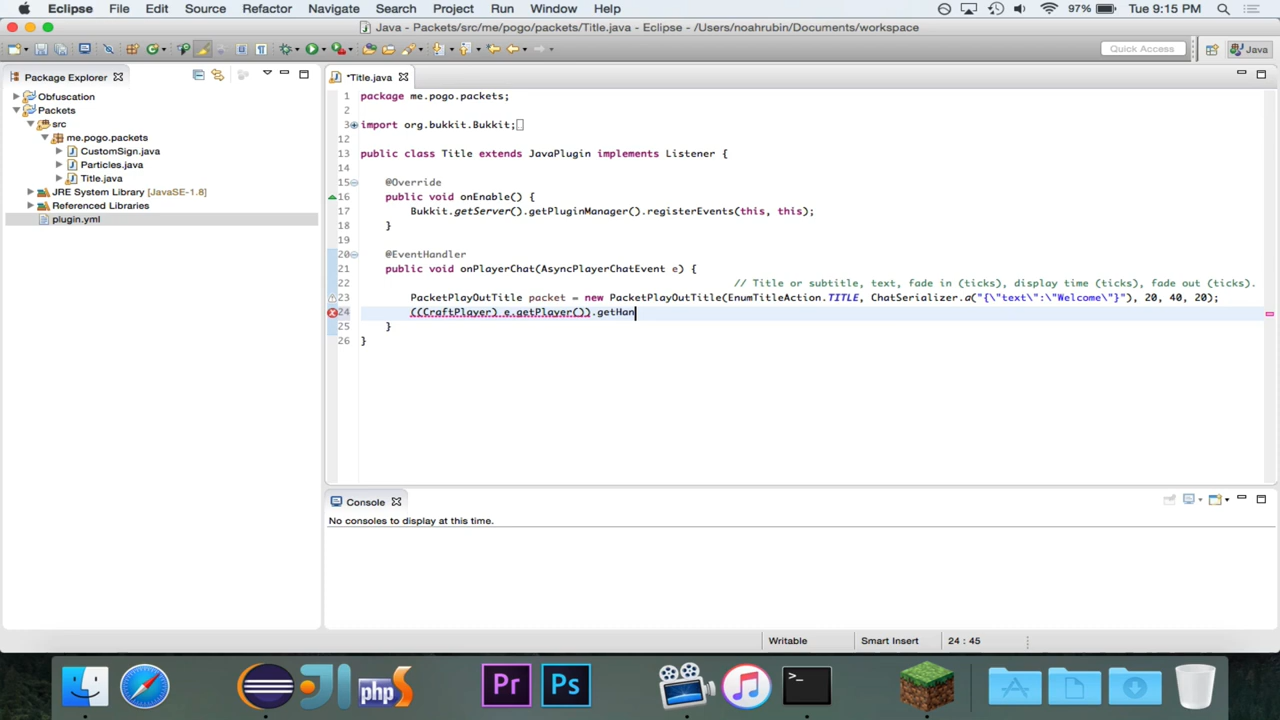 Eclipse File Edit Source Refactor Navigate Search Project Run Window Help 97% Tue 9:15 PM
Java - Packets/src/me/pogo/packets/Title.java - Eclipse - /Users/noahrubin/Documents/workspace
Quick Access Java
Package Explorer
Obfuscation
Packets
src
me.pogo.packets
CustomSign.java
Particles.java
Title.java
JRE System Library [JavaSE-1.8]
Referenced Libraries
plugin.yml
*Title.java
1 package me.pogo.packets;
2
3 import org.bukkit.Bukkit;
12
13 public class Title extends JavaPlugin implements Listener {
14
15 @Override
16 public void onEnable() {
17 Bukkit.getServer().getPluginManager().registerEvents(this, this);
18 }
19
20 @EventHandler
21 public void onPlayerChat(AsyncPlayerChatEvent e) {
22 // Title or subtitle, text, fade in (ticks), display time (ticks), fade out (ticks).
23 PacketPlayOutTitle packet = new PacketPlayOutTitle(EnumTitleAction.TITLE, ChatSerializer.a("{\"text\":\"Welcome\"}"), 20, 40, 20);
24 ((CraftPlayer) e.getPlayer()).getHan
25 }
26 }
Console
No consoles to display at this time.
Writable Smart Insert 24 : 45
php S Pr Ps >_